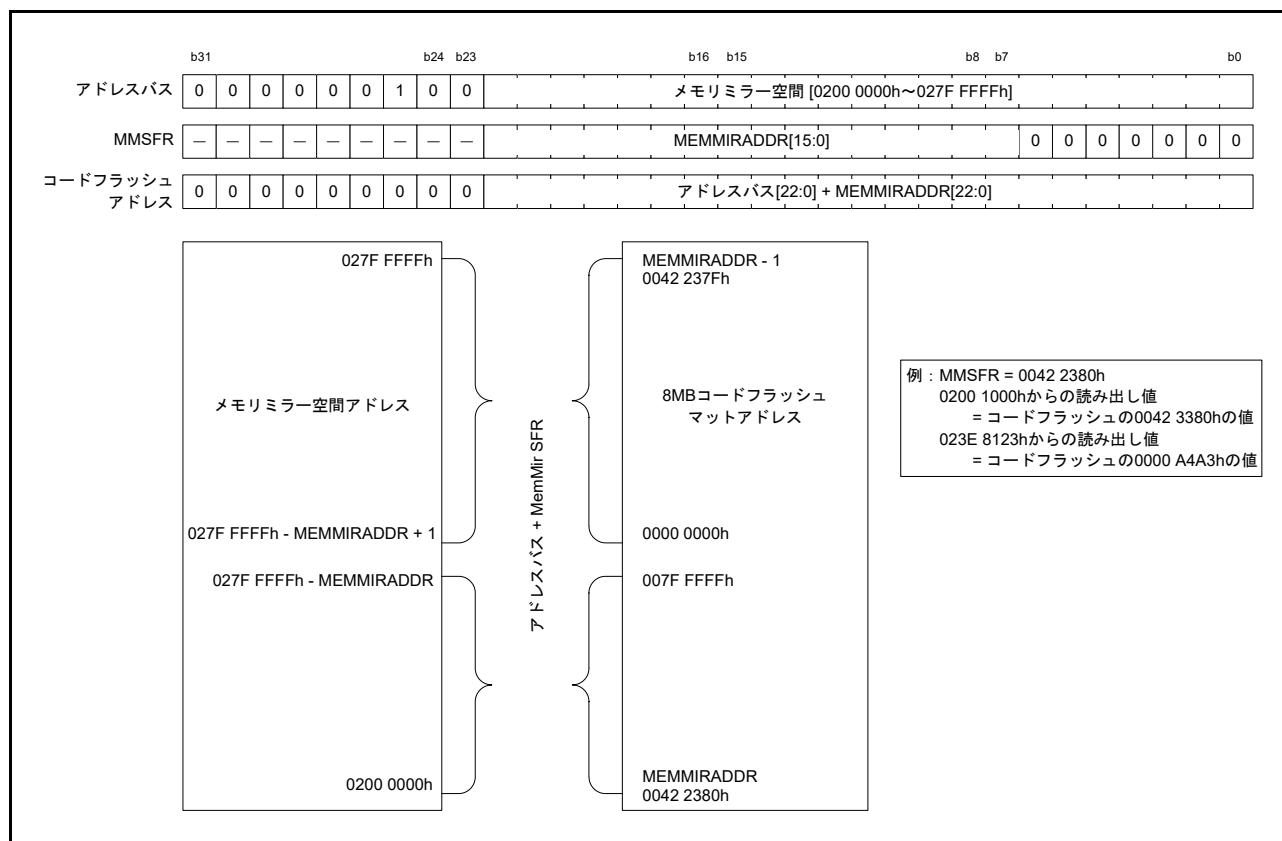 b31 b24 b23 b16 b15 b8 b7 b0
アドレスバス 0 0 0 0 0 0 1 0 0 メモリミラー空間 [0200 0000h～027F FFFFh]
MMSFR — — — — — — — — — MEMMIRADDR[15:0] 0 0 0 0 0 0 0
コードフラッシュ
アドレス 0 0 0 0 0 0 0 0 0 アドレスバス[22:0] + MEMMIRADDR[22:0]
027F FFFFh
メモリミラー空間アドレス
027F FFFFh - MEMMIRADDR + 1
027F FFFFh - MEMMIRADDR
0200 0000h
アドレスバス + MemMir SFR
MEMMIRADDR - 1
0042 237Fh
8MBコードフラッシュ
マットアドレス
0000 0000h
007F FFFFh
MEMMIRADDR
0042 2380h
例：MMSFR = 0042 2380h
0200 1000hからの読み出し値
= コードフラッシュの0042 3380hの値
023E 8123hからの読み出し値
= コードフラッシュの0000 A4A3hの値